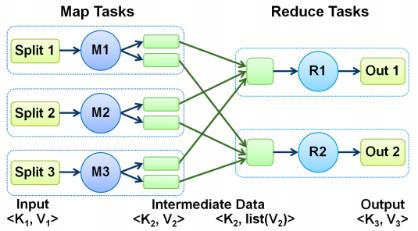 Map Tasks
Reduce Tasks
Split 1
M1
R1
Out 1
Split 2
M2
Split 3
M3
R2
Out 2
Input
<K₁, V₁>
Intermediate Data
<K₂, V₂>
<K₂, list(V₂)>
Output
<K₃, V₃>